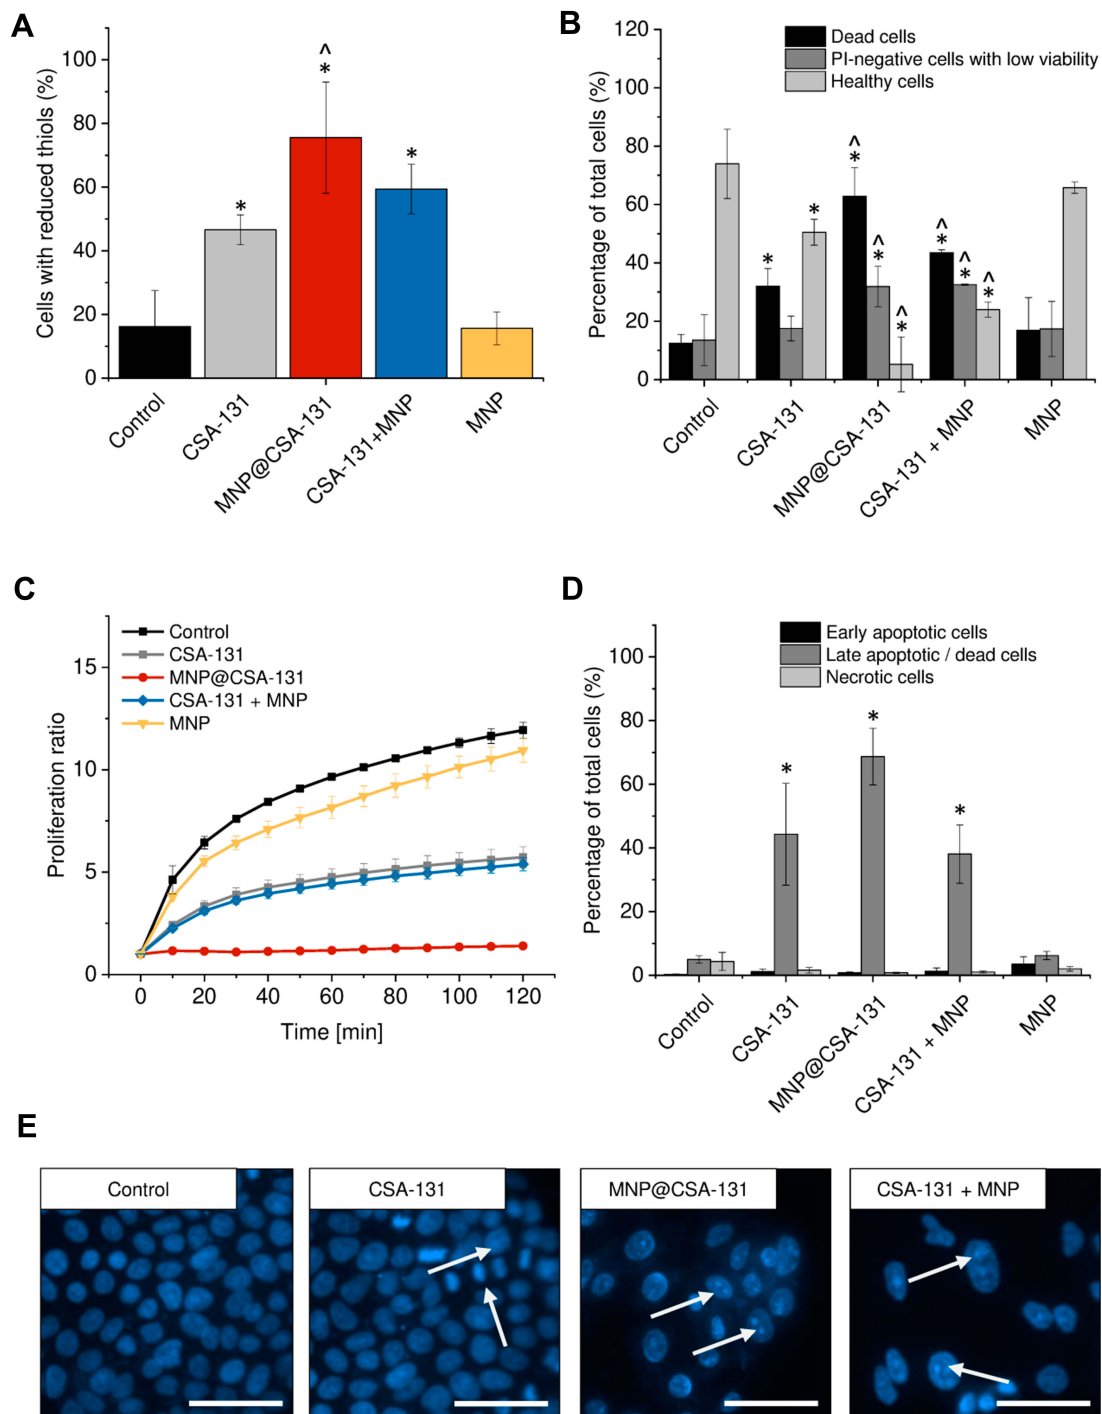 A
Cells with reduced thiols (%)
100
80
60
40
20
0
*
^
*
*
Control
CSA-131
MNP@CSA-131
CSA-131+MNP
MNP
B
Percentage of total cells (%)
120
100
80
60
40
20
0
Dead cells
PI-negative cells with low viability
Healthy cells
*
*
^
*
^
*
^
*
^
*
^
*
^
*
Control
CSA-131
MNP@CSA-131
CSA-131 + MNP
MNP
C
Proliferation ratio
15
10
5
0
Control
CSA-131
MNP@CSA-131
CSA-131 + MNP
MNP
0 20 40 60 80 100 120
Time [min]
D
Percentage of total cells (%)
100
80
60
40
20
0
Early apoptotic cells
Late apoptotic / dead cells
Necrotic cells
*
*
*
Control
CSA-131
MNP@CSA-131
CSA-131 + MNP
MNP
E
Control
CSA-131
MNP@CSA-131
CSA-131 + MNP